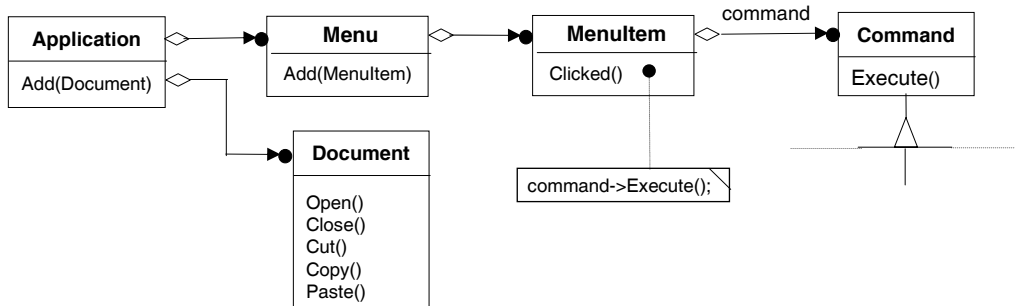 Application
Add(Document)
Menu
Add(MenuItem)
MenuItem
Clicked()
command
Command
Execute()
command->Execute();
Document
Open()
Close()
Cut()
Copy()
Paste()